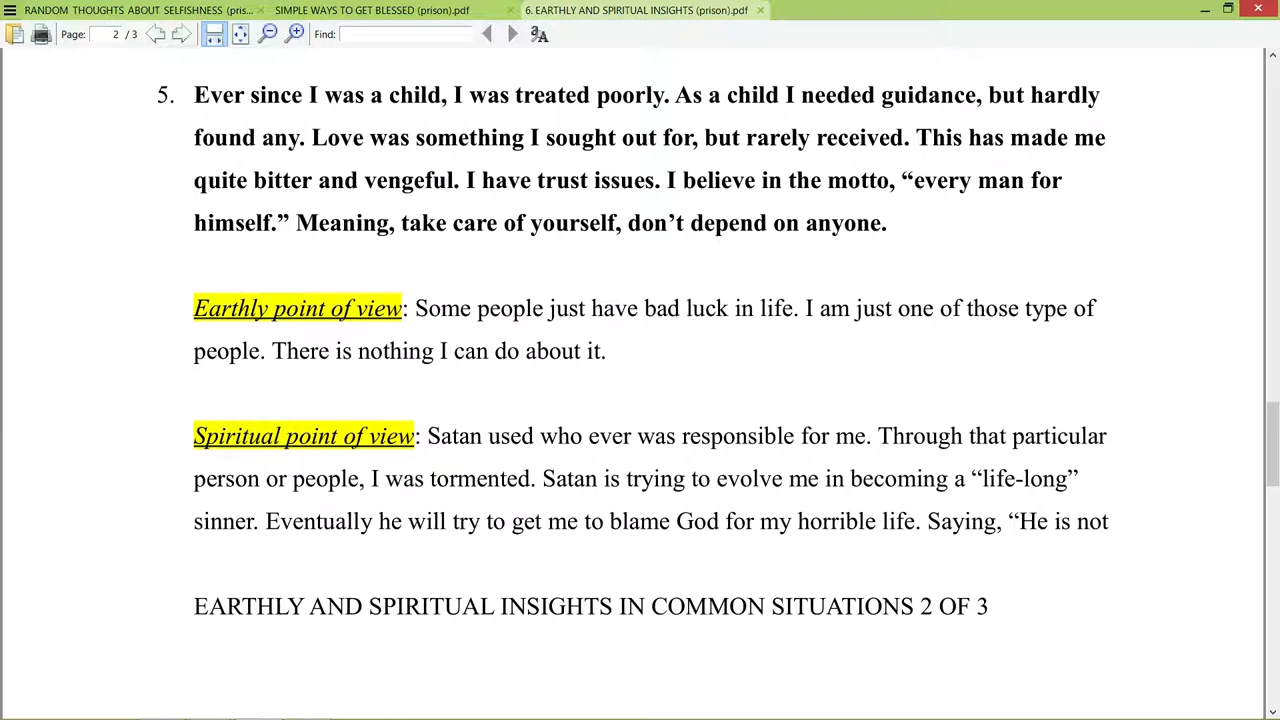 RANDOM THOUGHTS ABOUT SELFISHNESS (pris... SIMPLE WAYS TO GET BLESSED (prison).pdf 6. EARTHLY AND SPIRITUAL INSIGHTS (prison).pdf
Page: 2 / 3 Find:
5. Ever since I was a child, I was treated poorly. As a child I needed guidance, but hardly
found any. Love was something I sought out for, but rarely received. This has made me
quite bitter and vengeful. I have trust issues. I believe in the motto, “every man for
himself.” Meaning, take care of yourself, don’t depend on anyone.
Earthly point of view: Some people just have bad luck in life. I am just one of those type of
people. There is nothing I can do about it.
Spiritual point of view: Satan used who ever was responsible for me. Through that particular
person or people, I was tormented. Satan is trying to evolve me in becoming a “life-long”
sinner. Eventually he will try to get me to blame God for my horrible life. Saying, “He is not
EARTHLY AND SPIRITUAL INSIGHTS IN COMMON SITUATIONS 2 OF 3